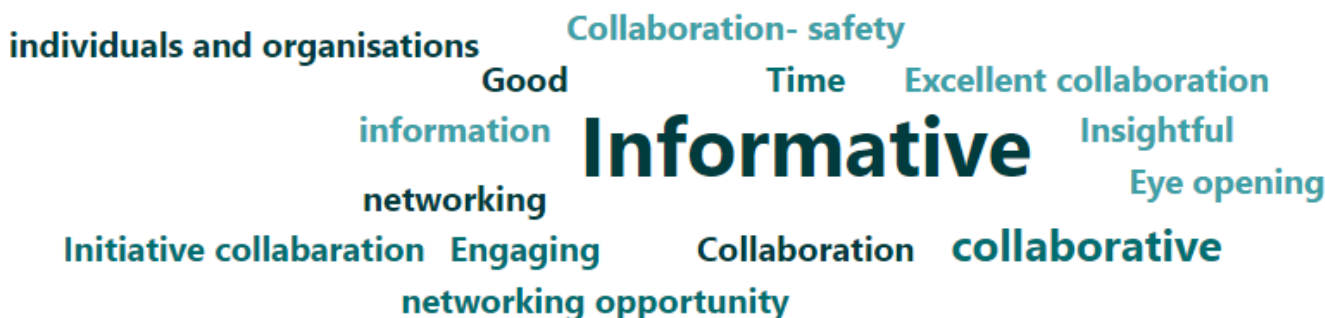 individuals and organisations
Collaboration- safety
Good
Time
Excellent collaboration
information
Informative
Insightful
Eye opening
networking
Initiative collabaration
Engaging
Collaboration
collaborative
networking opportunity